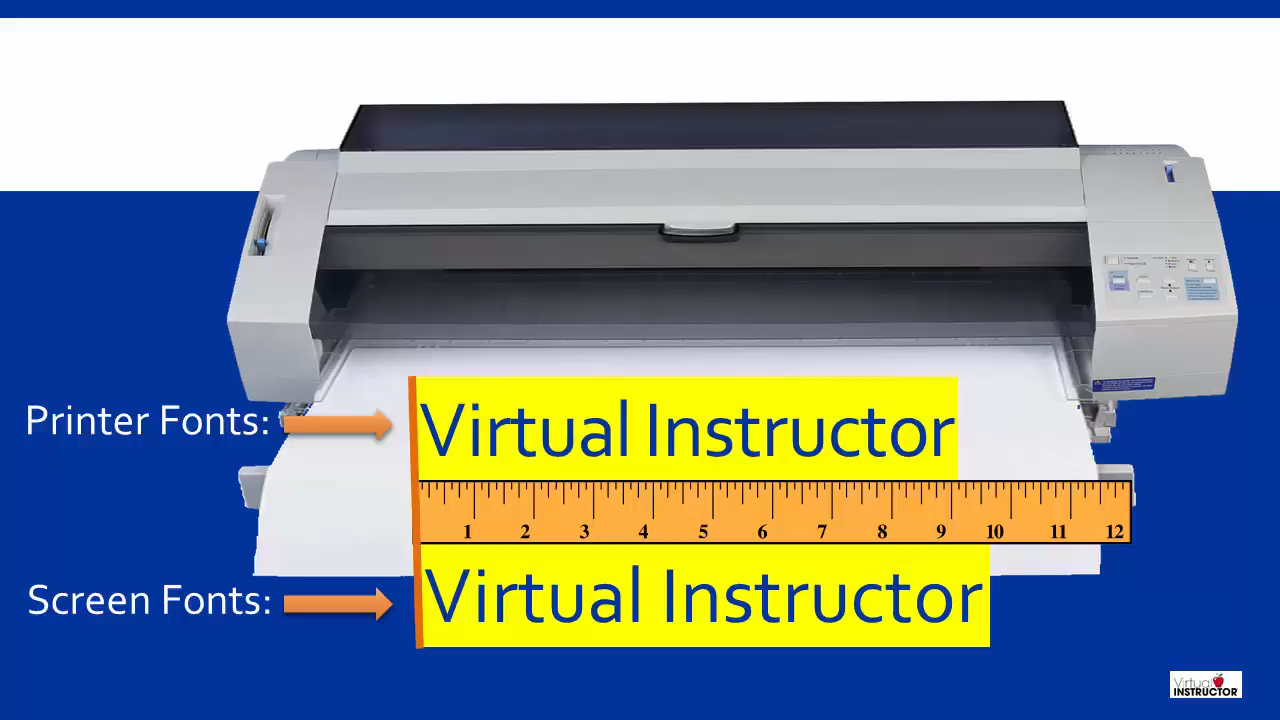 Printer Fonts:
Virtual Instructor
1 2 3 4 5 6 7 8 9 10 11 12
Screen Fonts:
Virtual Instructor
Virtual
INSTRUCTOR